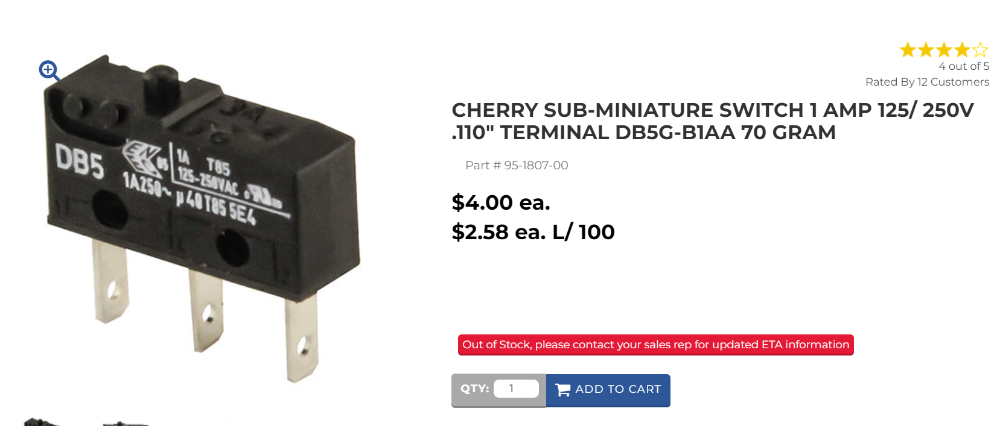 4 out of 5
Rated By 12 Customers
CHERRY SUB-MINIATURE SWITCH 1 AMP 125/ 250V
.110" TERMINAL DB5G-B1AA 70 GRAM
Part # 95-1807-00
$4.00 ea.
$2.58 ea. L/ 100
Out of Stock, please contact your sales rep for updated ETA information
QTY: 1 ADD TO CART
DB5
EN
EC 05
1A T85
125-250VAC
1A250~ µ40T85 5E4